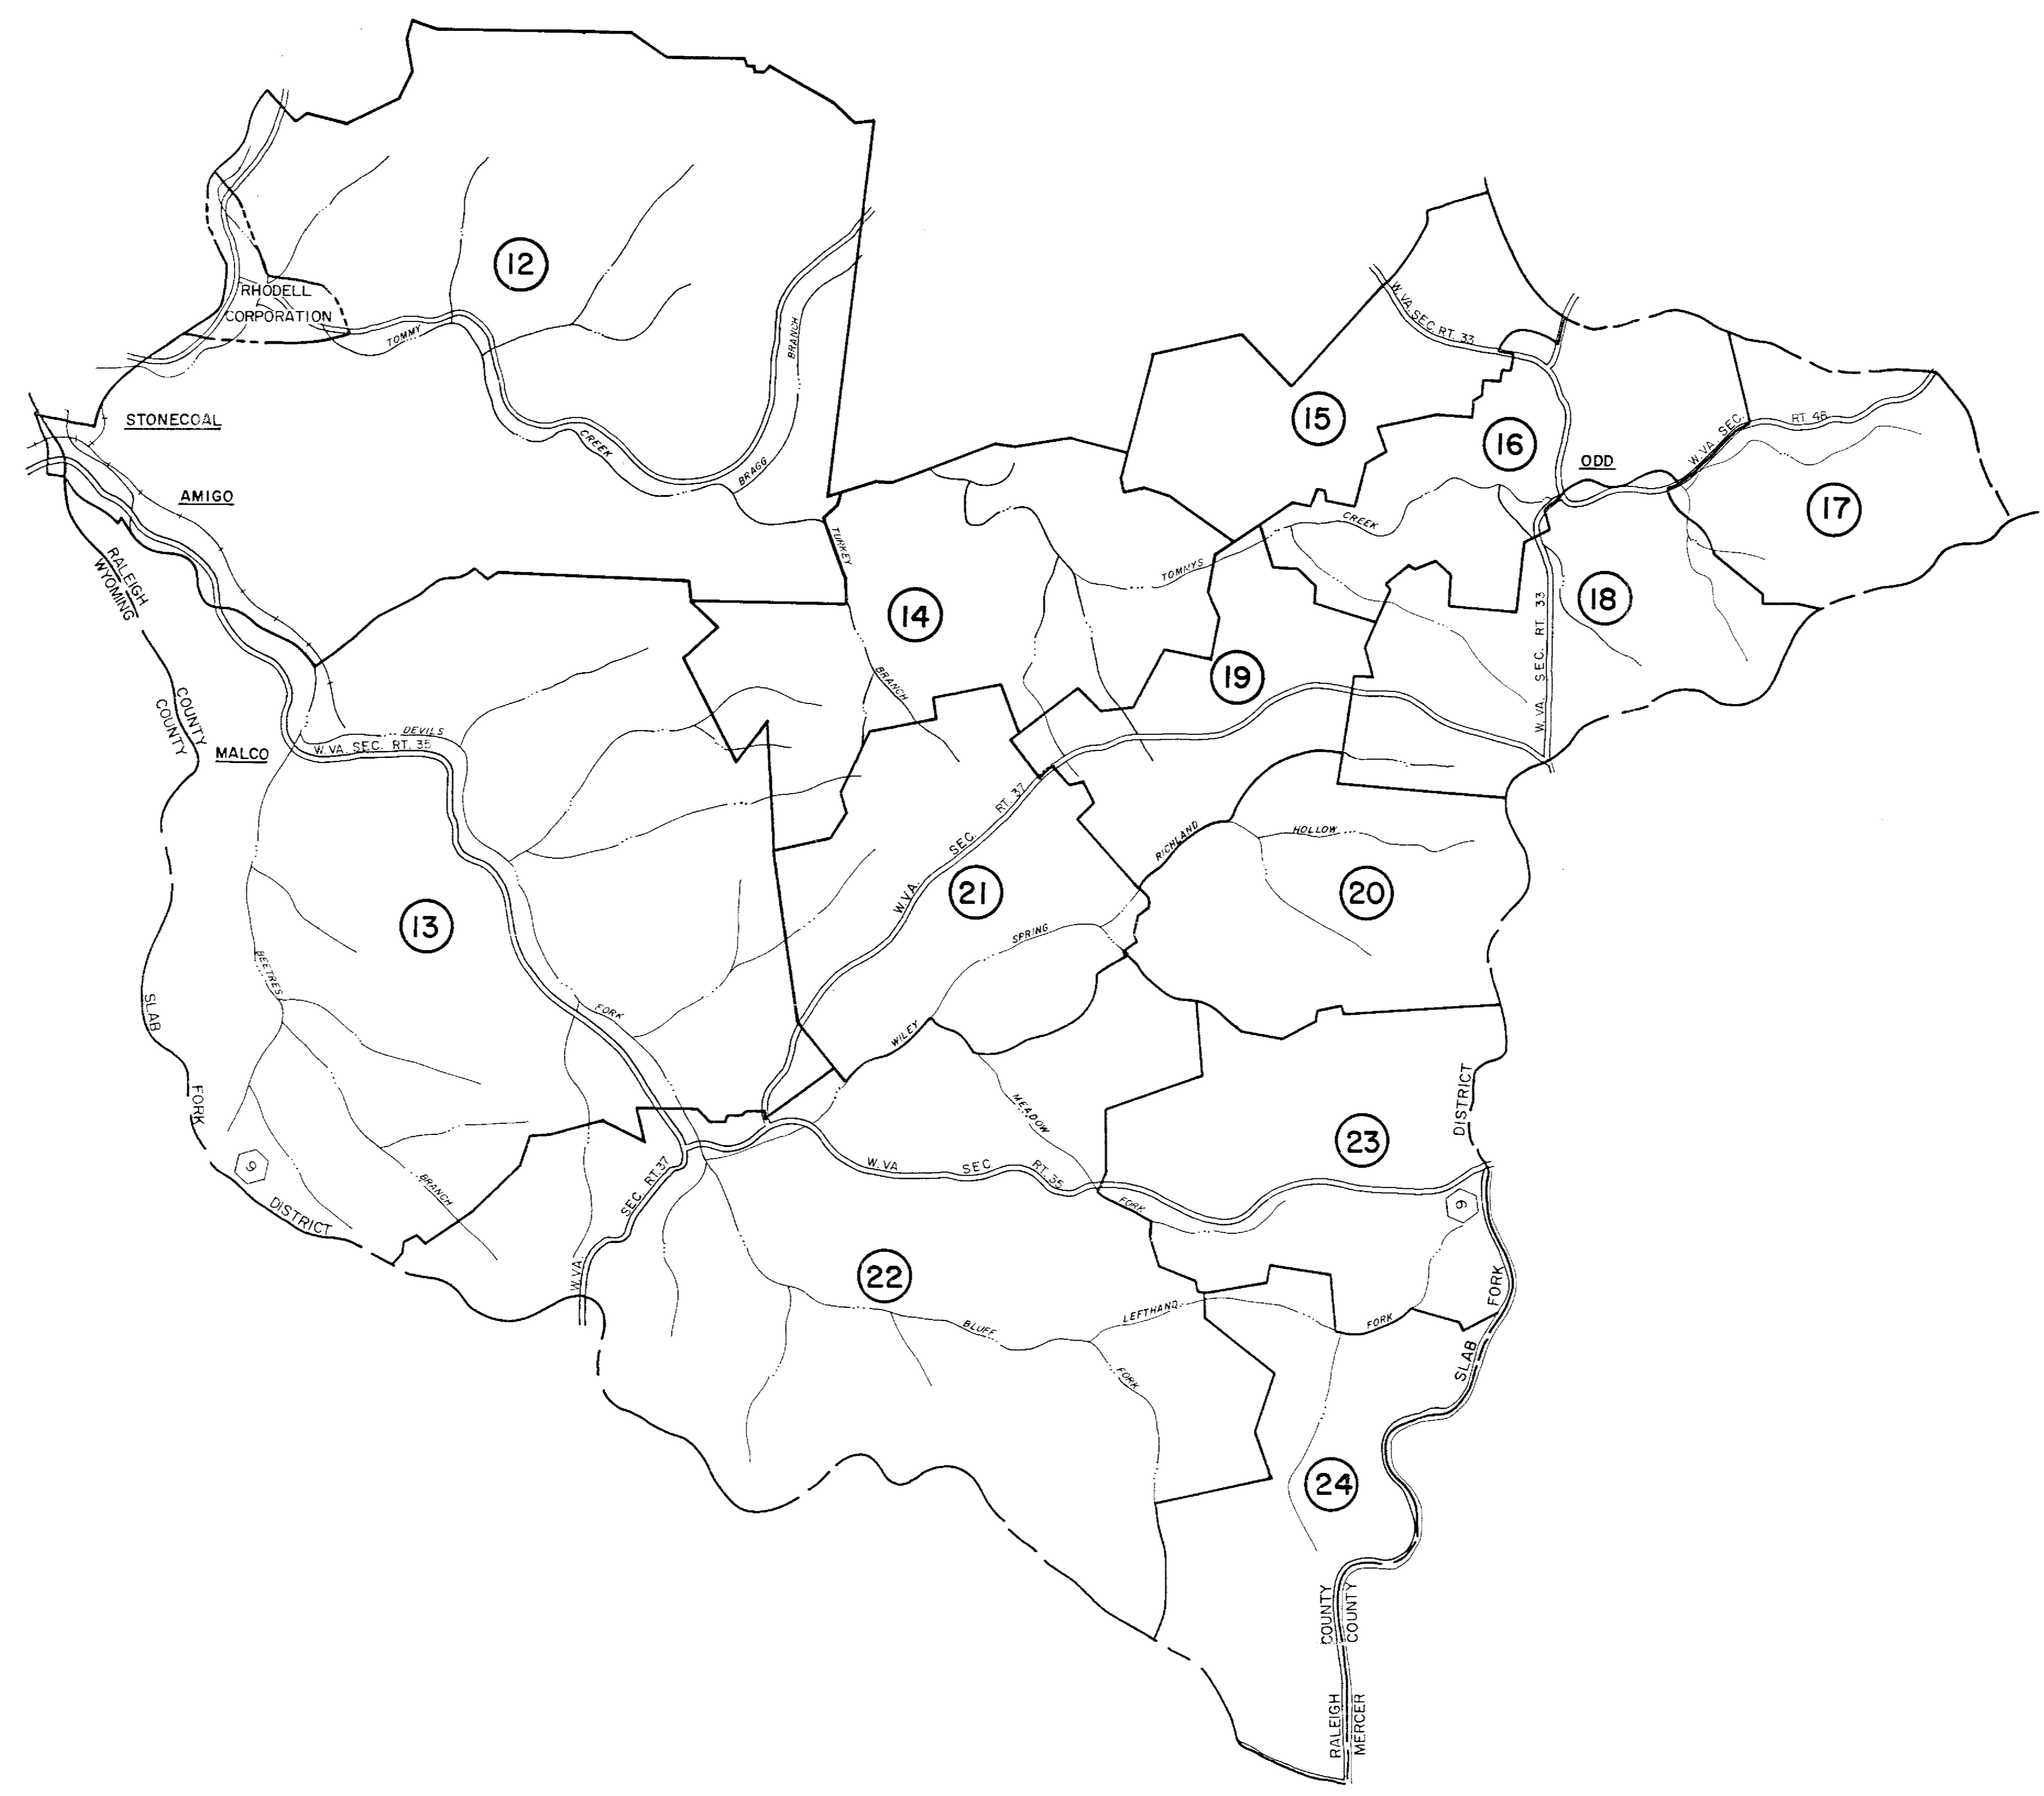 12
RHODELL
CORPORATION
TOMMY
CREEK
BRAGG
BRANCH
STONECOAL
AMIGO
RALEIGH
WYOMING
COUNTY
COUNTY
MALCO
W. VA. SEC. RT. 35
DEVILS
FORK
13
BEETRES
BRANCH
SLAB
FORK
9
DISTRICT
TURKEY
BRANCH
14
TOMMYS
CREEK
15
W. VA. SEC. RT. 33
16
ODD
W. VA. SEC.
RT. 48
17
18
W. VA. SEC. RT. 33
19
W. VA. SEC. RT. 37
21
RICHLAND
HOLLOW
20
SPRING
WILEY
MEADOW
FORK
W. VA SEC RT. 35
23
DISTRICT
9
SLAB FORK
W. VA. SEC. RT. 37
22
BLUFF
FORK
LEFTHAND
FORK
24
COUNTY
COUNTY
RALEIGH
MERCER